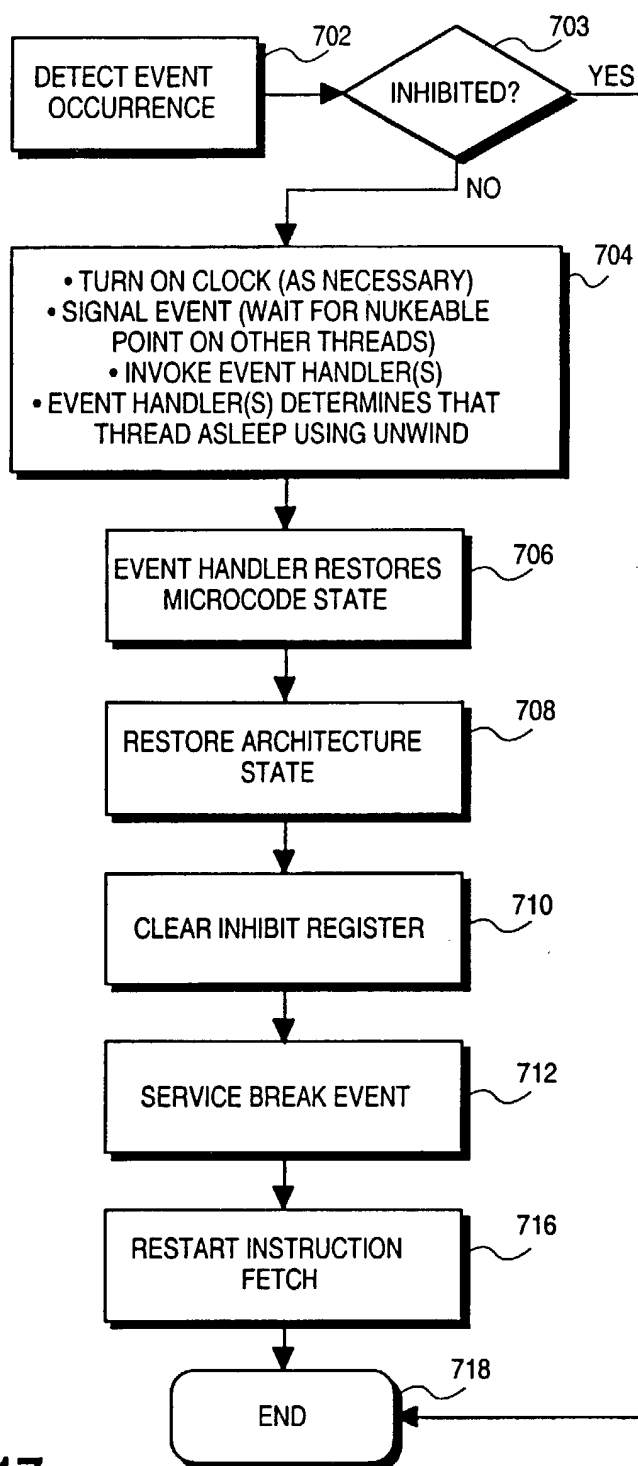 702
703
DETECT EVENT
OCCURRENCE
INHIBITED?
YES
NO
704
• TURN ON CLOCK (AS NECESSARY)
• SIGNAL EVENT (WAIT FOR NUKEABLE
POINT ON OTHER THREADS)
• INVOKE EVENT HANDLER(S)
• EVENT HANDLER(S) DETERMINES THAT
THREAD ASLEEP USING UNWIND
706
EVENT HANDLER RESTORES
MICROCODE STATE
708
RESTORE ARCHITECTURE
STATE
710
CLEAR INHIBIT REGISTER
712
SERVICE BREAK EVENT
716
RESTART INSTRUCTION
FETCH
718
END